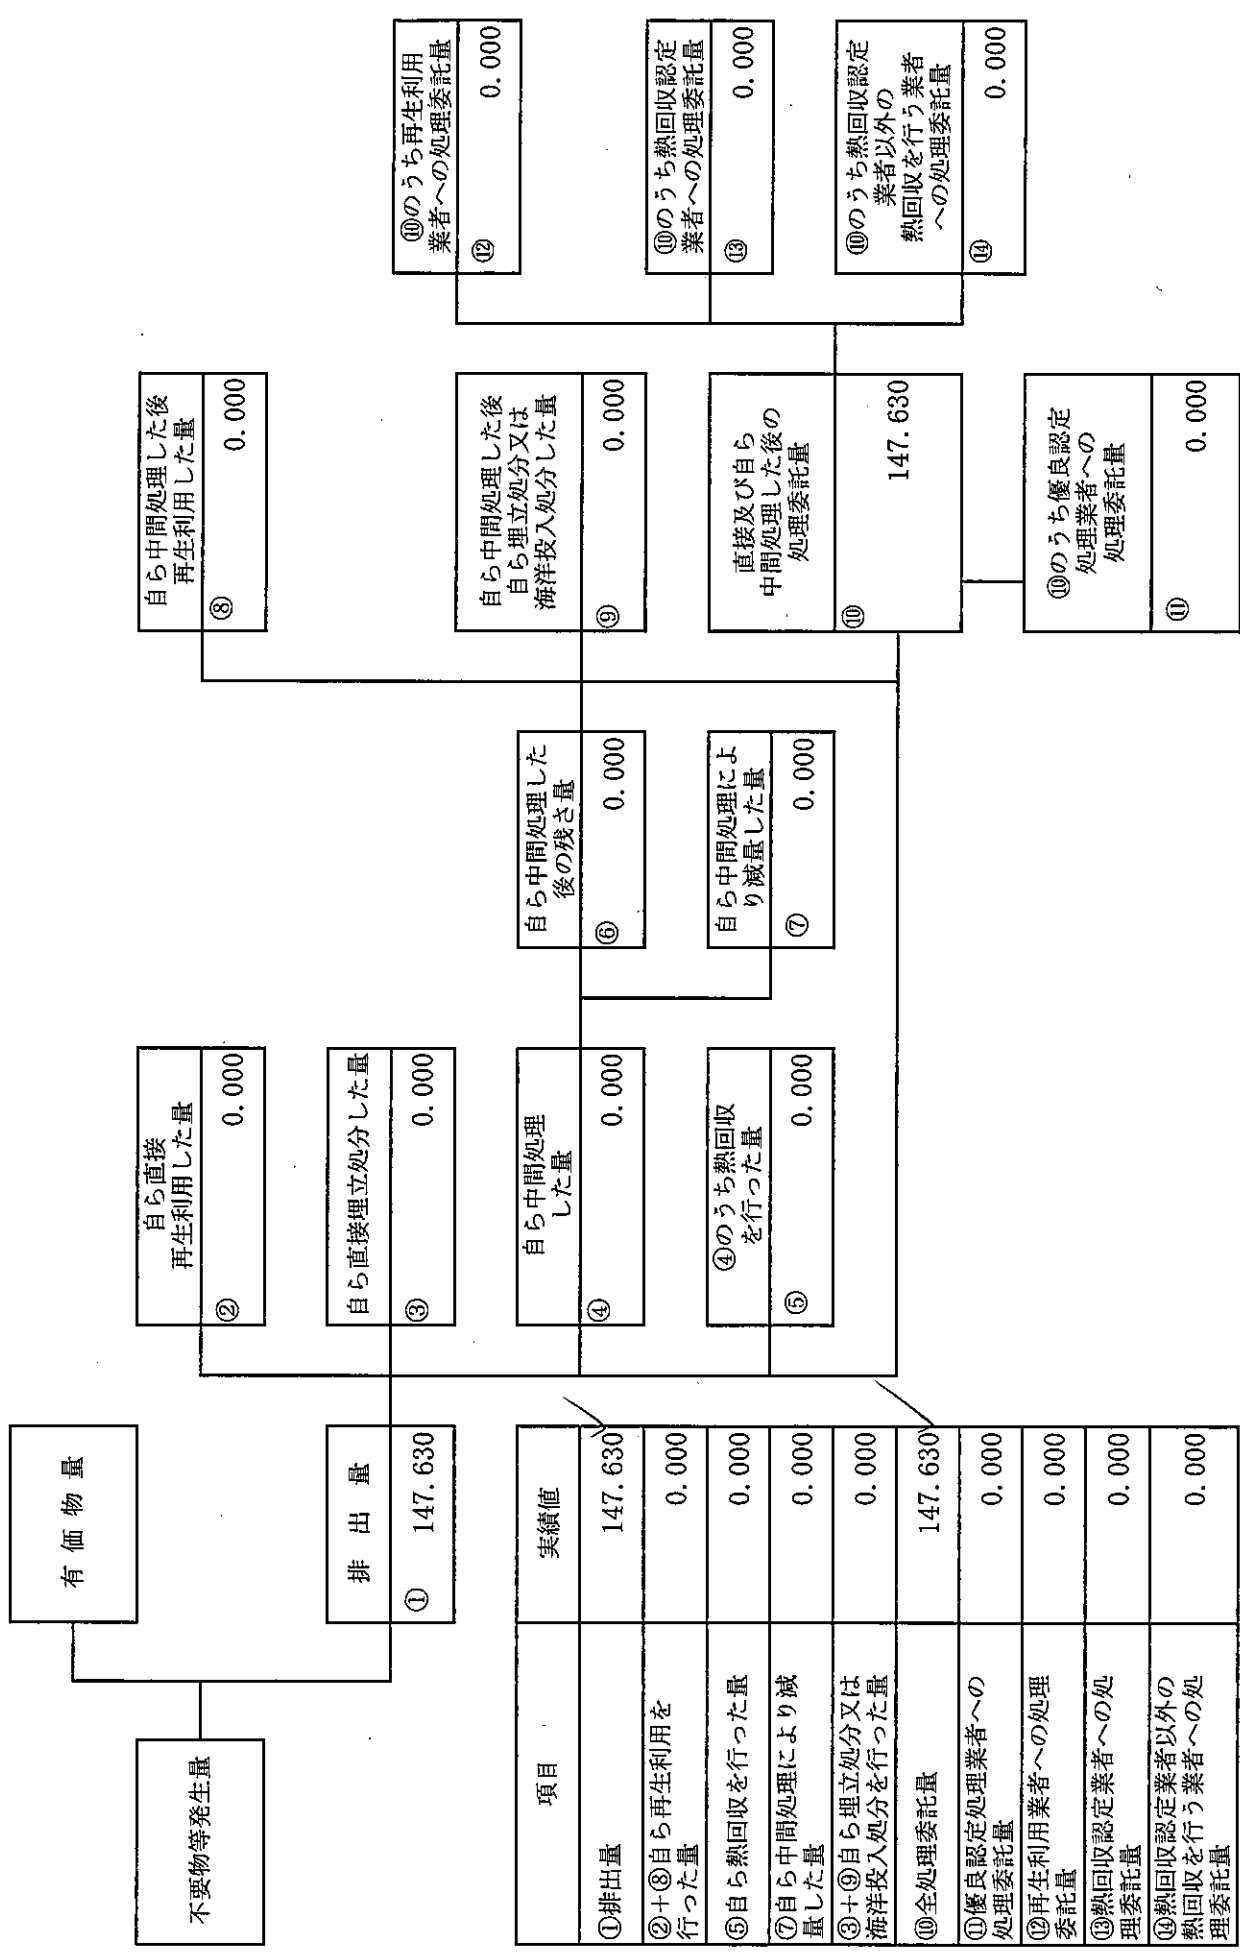 不要物等発生量
有価物量
排出量
① 147.630
自ら直接
再生利用した量
② 0.000
自ら直接埋立処分した量
③ 0.000
自ら中間処理
した量
④ 0.000
④のうち熱回収
を行った量
⑤ 0.000
自ら中間処理した
後の残さ量
⑥ 0.000
自ら中間処理によ
り減量した量
⑦ 0.000
自ら中間処理した後
再生利用した量
⑧ 0.000
自ら中間処理した後
自ら埋立処分又は
海洋投入処分した量
⑨ 0.000
直接及び自ら
中間処理した後の
処理委託量
⑩ 147.630
⑩のうち優良認定
処理業者への
処理委託量
⑪ 0.000
⑩のうち再生利用
業者への処理委託量
⑫ 0.000
⑩のうち熱回収認定
業者への処理委託量
⑬ 0.000
⑩のうち熱回収認定
業者以外の
熱回収を行う業者
への処理委託量
⑭ 0.000
項目 実績値
①排出量 147.630
②+⑧自ら再生利用を
行った量 0.000
⑤自ら熱回収を行った量 0.000
⑦自ら中間処理により減
量した量 0.000
③+⑨自ら埋立処分又は
海洋投入処分を行った量 0.000
⑩全処理委託量 147.630
⑪優良認定処理業者への
処理委託量 0.000
⑫再生利用業者への処理
委託量 0.000
⑬熱回収認定業者への処
理委託量 0.000
⑭熱回収認定業者以外の
熱回収を行う業者への処
理委託量 0.000